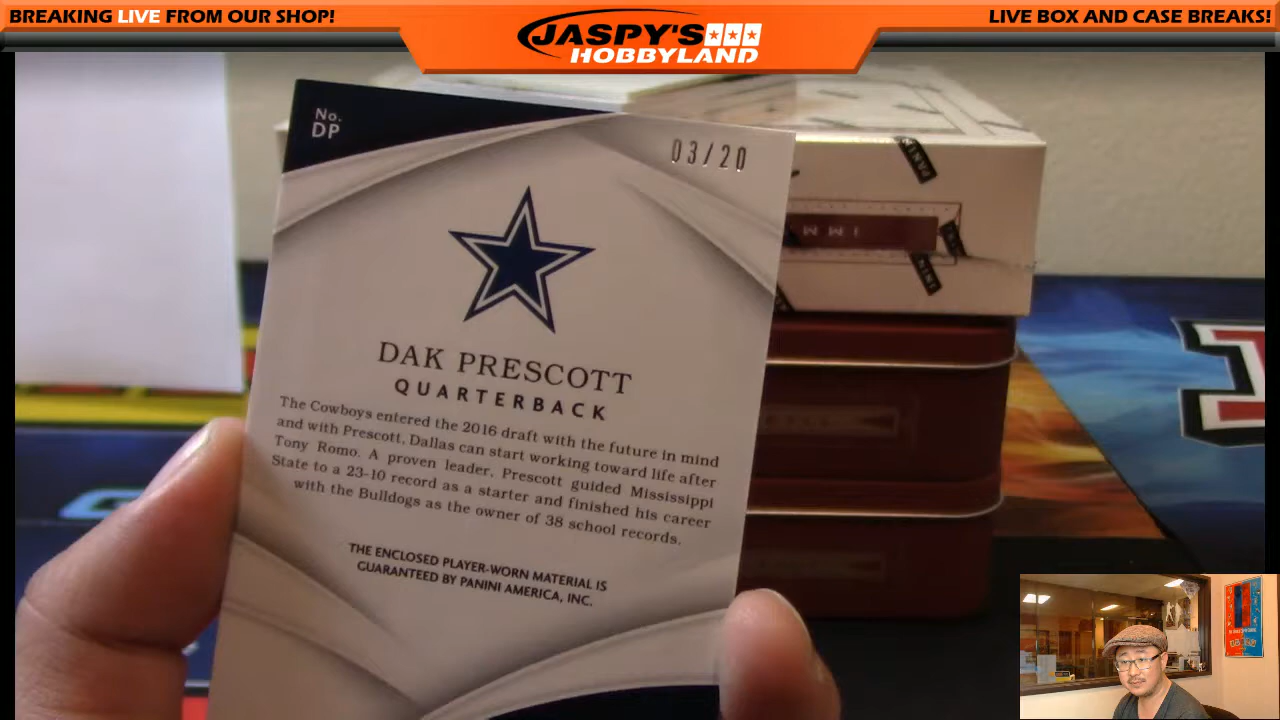 BREAKING LIVE FROM OUR SHOP!
JASPY'S
HOBBYLAND
LIVE BOX AND CASE BREAKS!
No.
DP
03/20
DAK PRESCOTT
QUARTERBACK
The Cowboys entered the 2016 draft with the future in mind
and with Prescott, Dallas can start working toward life after
Tony Romo. A proven leader, Prescott guided Mississippi
State to a 23-10 record as a starter and finished his career
with the Bulldogs as the owner of 38 school records.
THE ENCLOSED PLAYER-WORN MATERIAL IS
GUARANTEED BY PANINI AMERICA, INC.
PANINI